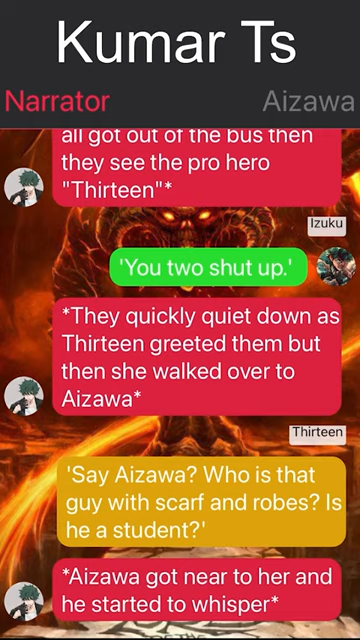 Kumar Ts
Narrator Aizawa
all got out of the bus then
they see the pro hero
"Thirteen"*
Izuku
'You two shut up.'
*They quickly quiet down as
Thirteen greeted them but
then she walked over to
Aizawa*
Thirteen
'Say Aizawa? Who is that
guy with scarf and robes? Is
he a student?'
*Aizawa got near to her and
he started to whisper*